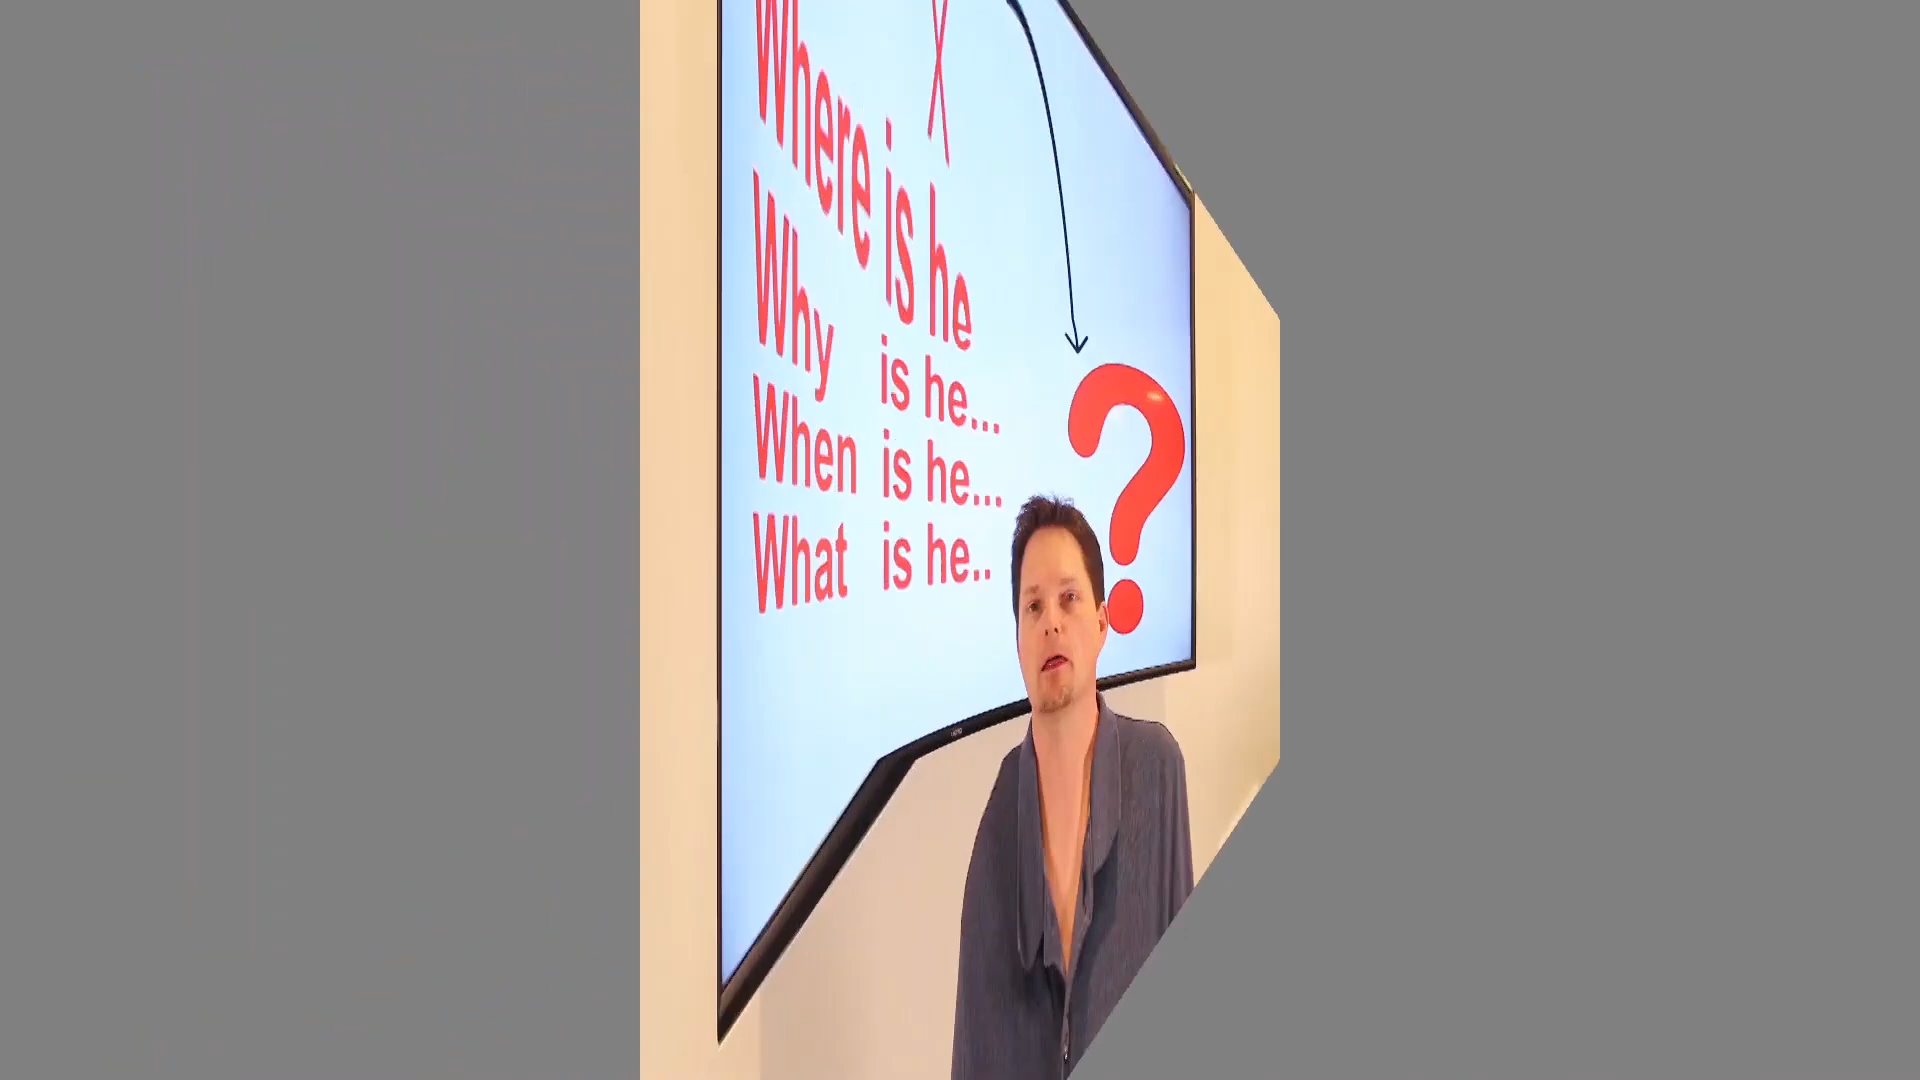 X
Where is he
Why is he...
When is he...
What is he..
?